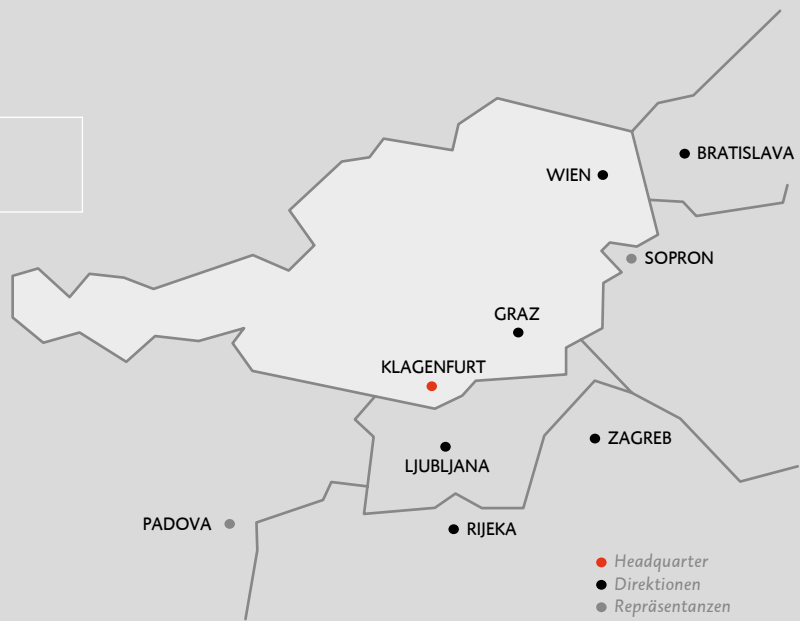 BRATISLAVA
WIEN
SOPRON
GRAZ
KLAGENFURT
ZAGREB
LJUBLJANA
PADOVA
RIJEKA
Headquarter
Direktionen
Repräsentanzen